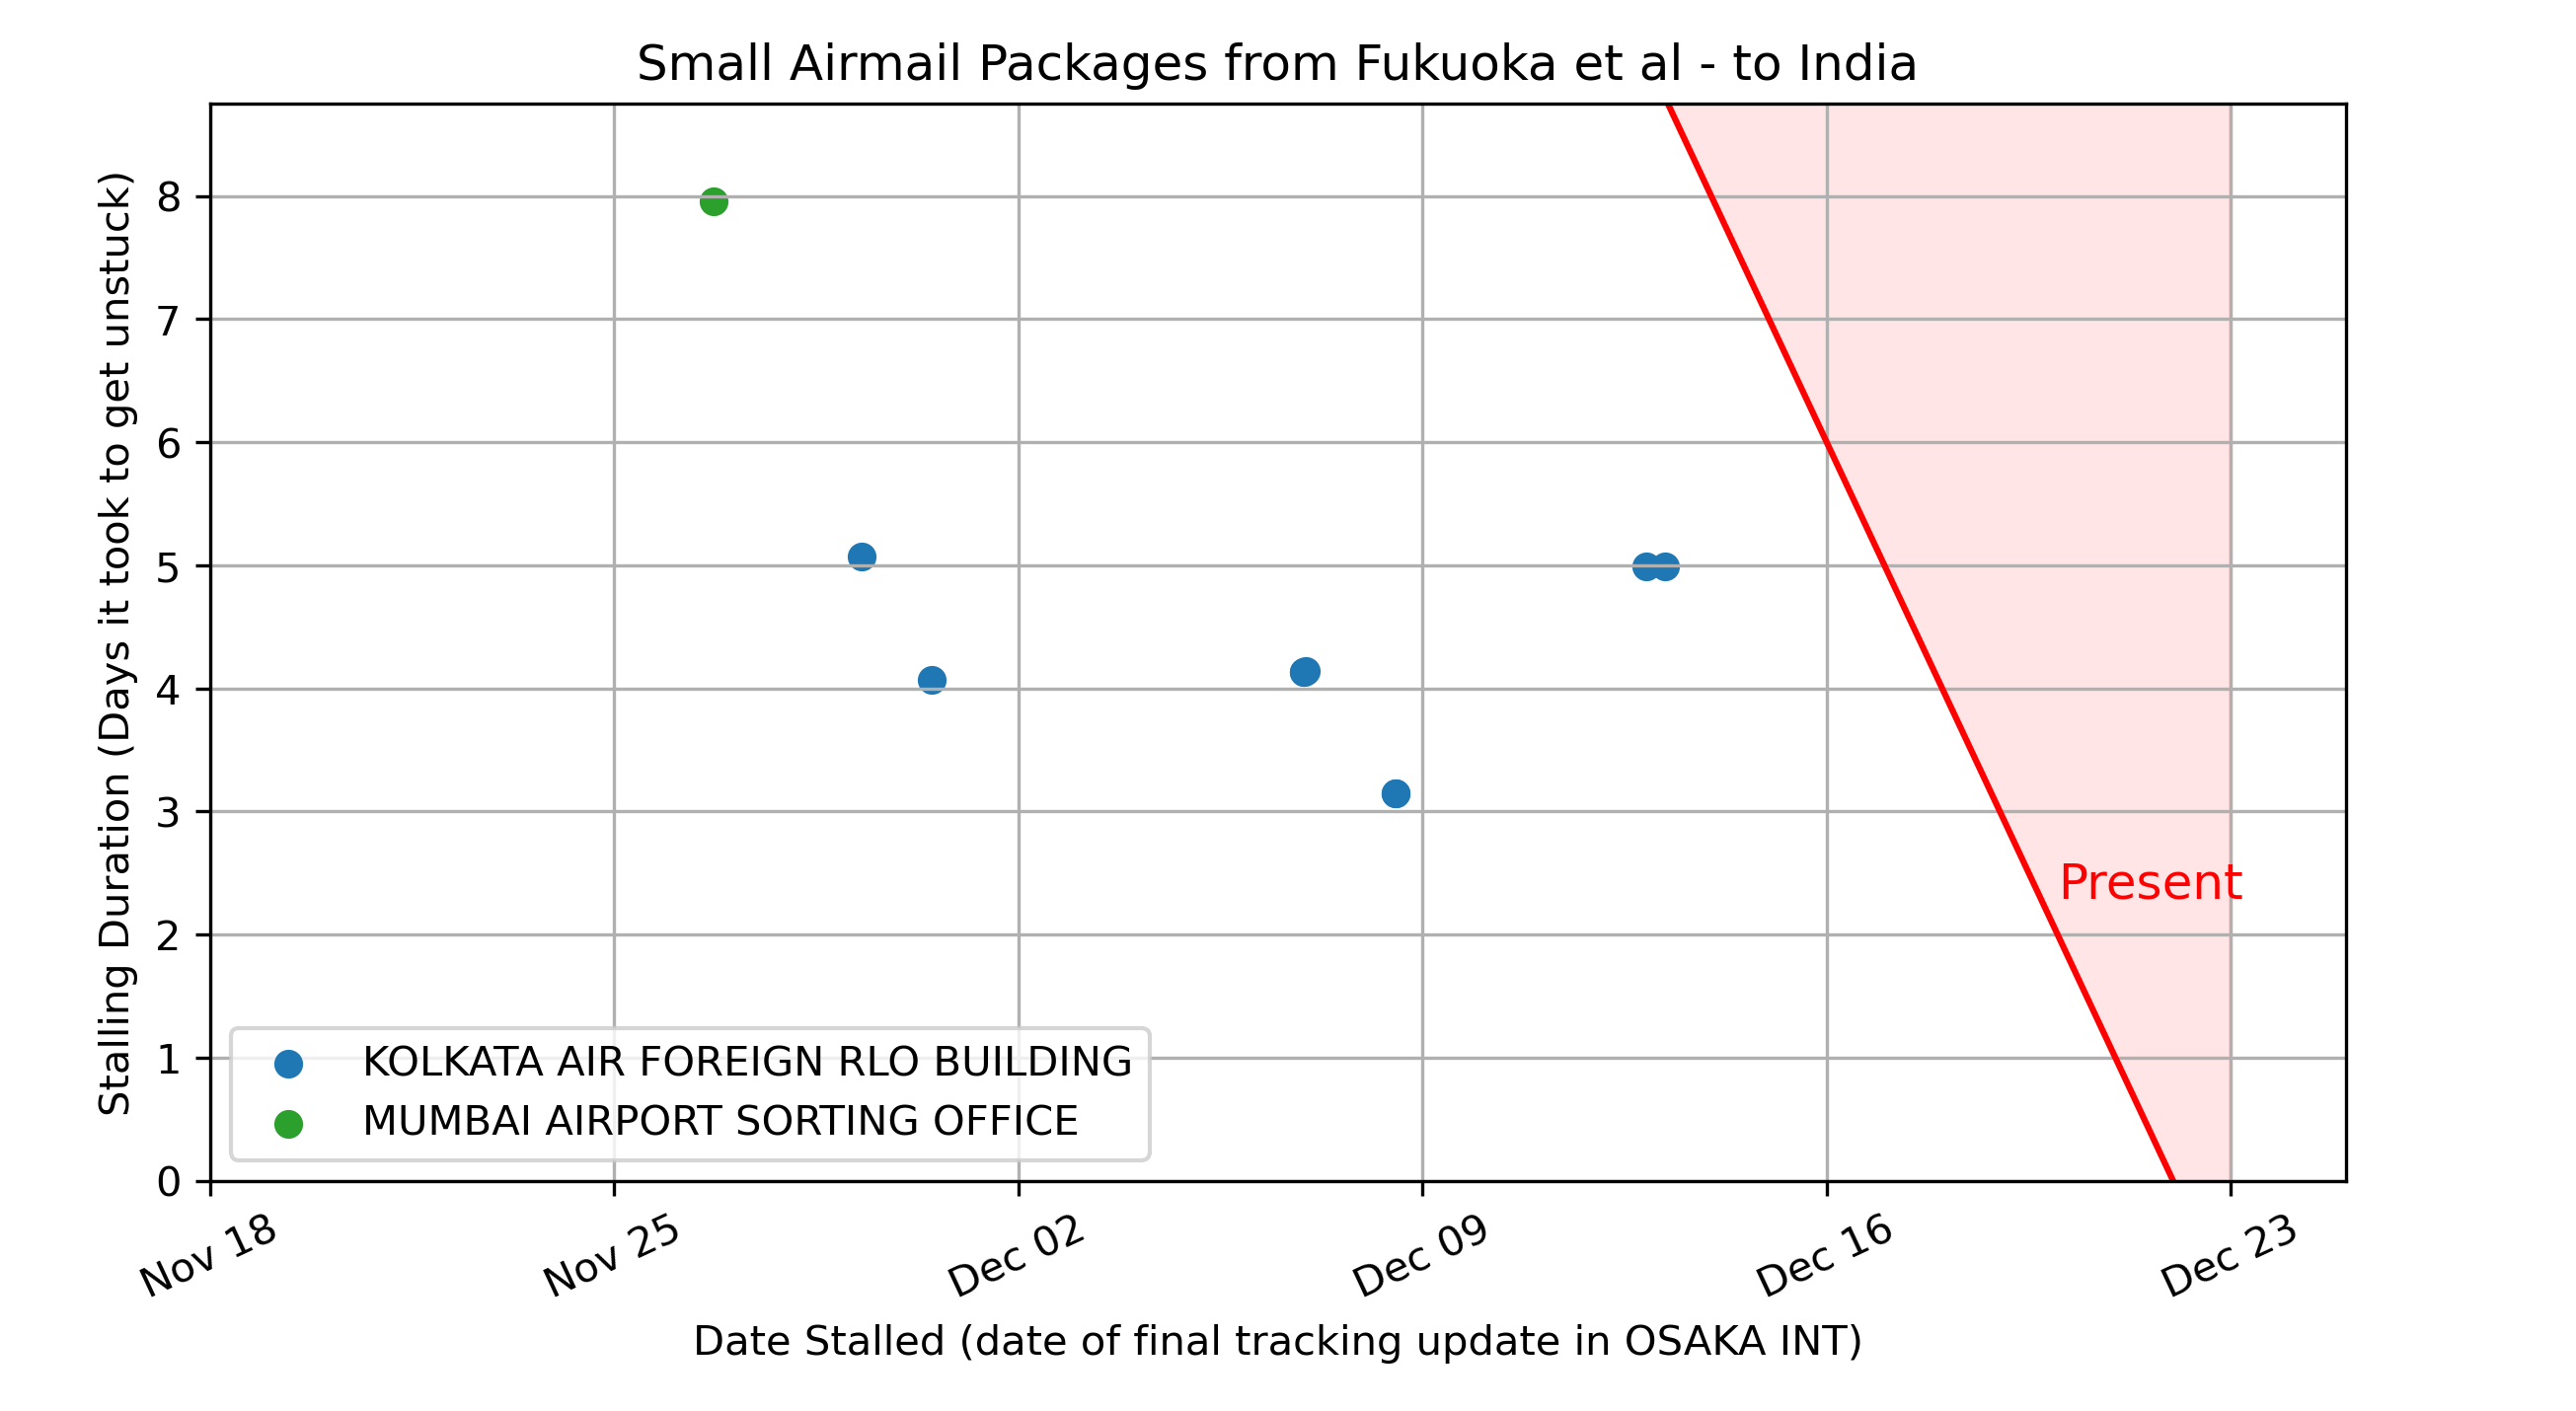 Small Airmail Packages from Fukuoka et al - to India
Stalling Duration (Days it took to get unstuck)
8
7
6
5
4
3
2
1
0
Present
KOLKATA AIR FOREIGN RLO BUILDING
MUMBAI AIRPORT SORTING OFFICE
Nov 18
Nov 25
Dec 02
Dec 09
Dec 16
Dec 23
Date Stalled (date of final tracking update in OSAKA INT)